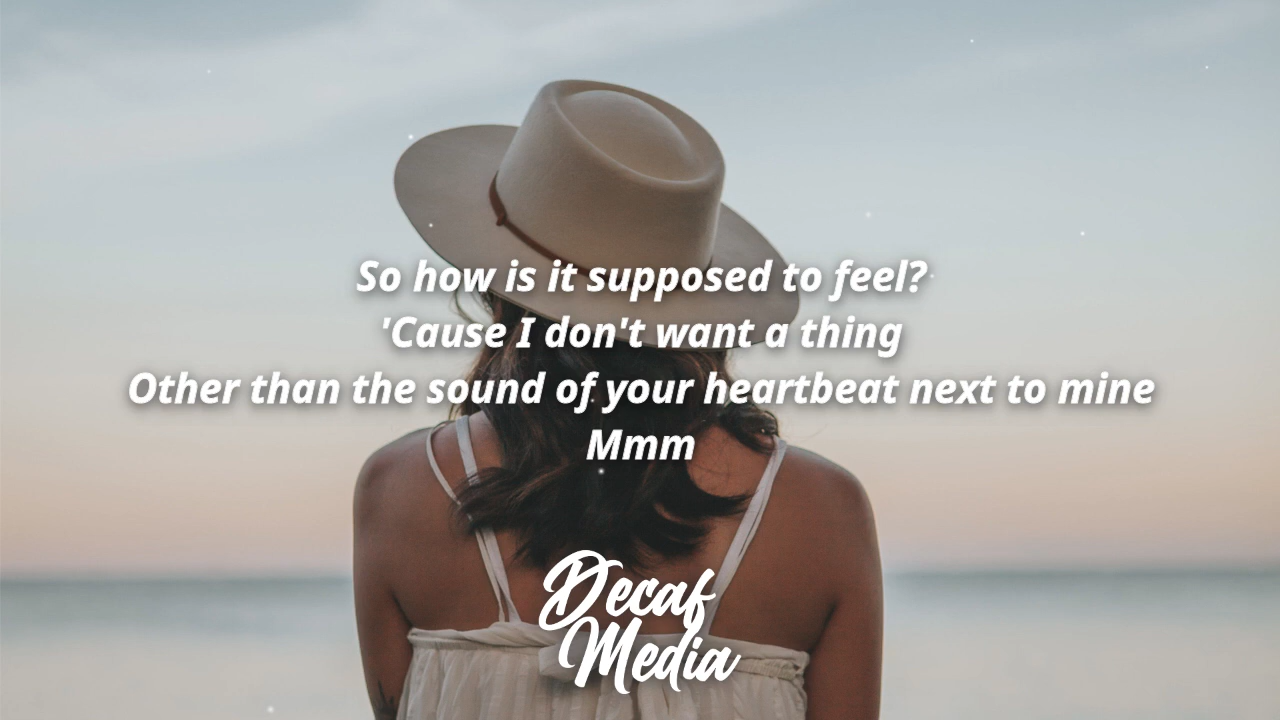 So how is it supposed to feel?
'Cause I don't want a thing
Other than the sound of your heartbeat next to mine
Mmm
Decaf
Media